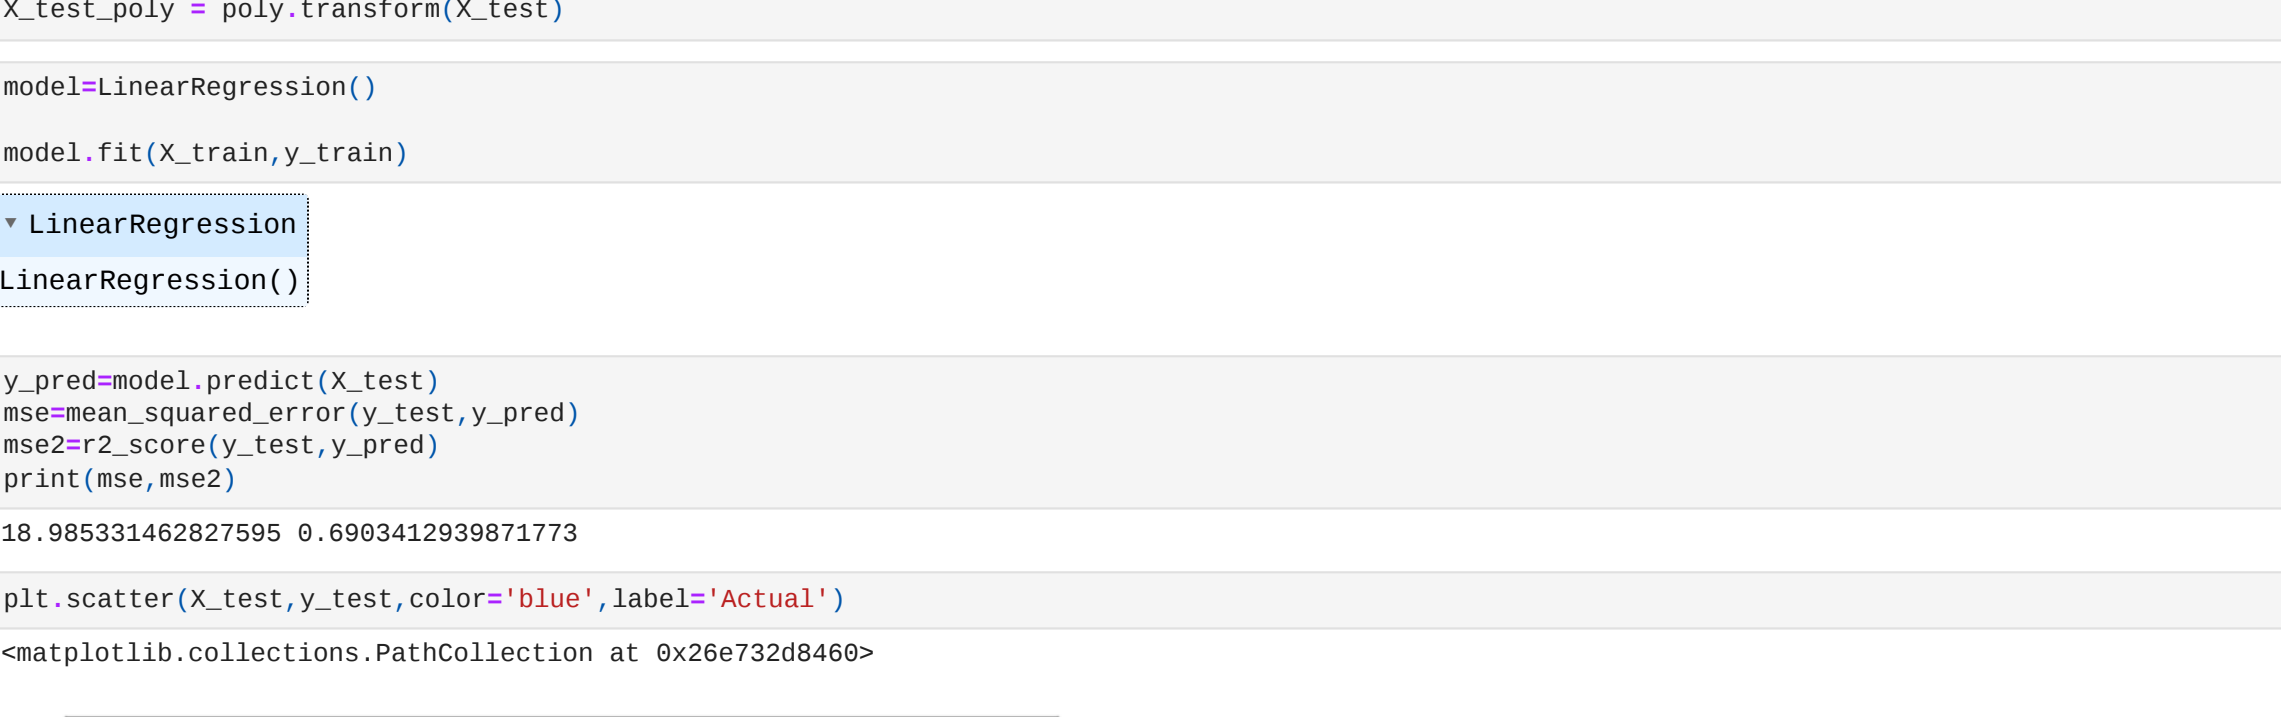 X_test_poly = poly.transform(X_test)
model=LinearRegression()
model.fit(X_train,y_train)
▾ LinearRegression
LinearRegression()
y_pred=model.predict(X_test)
mse=mean_squared_error(y_test,y_pred)
mse2=r2_score(y_test,y_pred)
print(mse,mse2)
18.985331462827595 0.6903412939871773
plt.scatter(X_test,y_test,color='blue',label='Actual')
<matplotlib.collections.PathCollection at 0x26e732d8460>